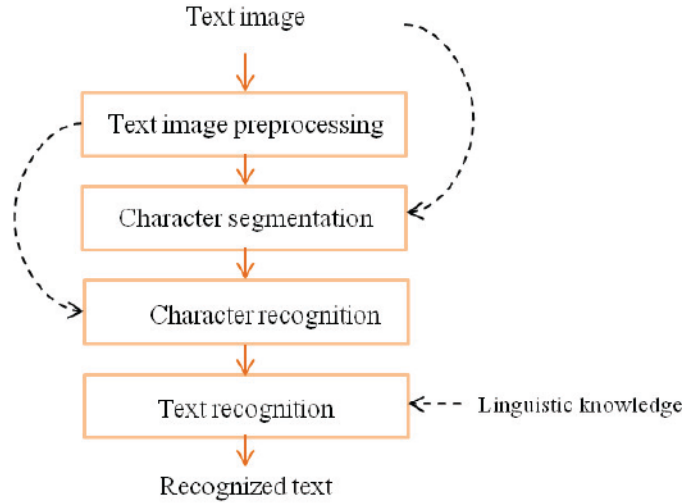 Text image
Text image preprocessing
Character segmentation
Character recognition
Text recognition
Linguistic knowledge
Recognized text